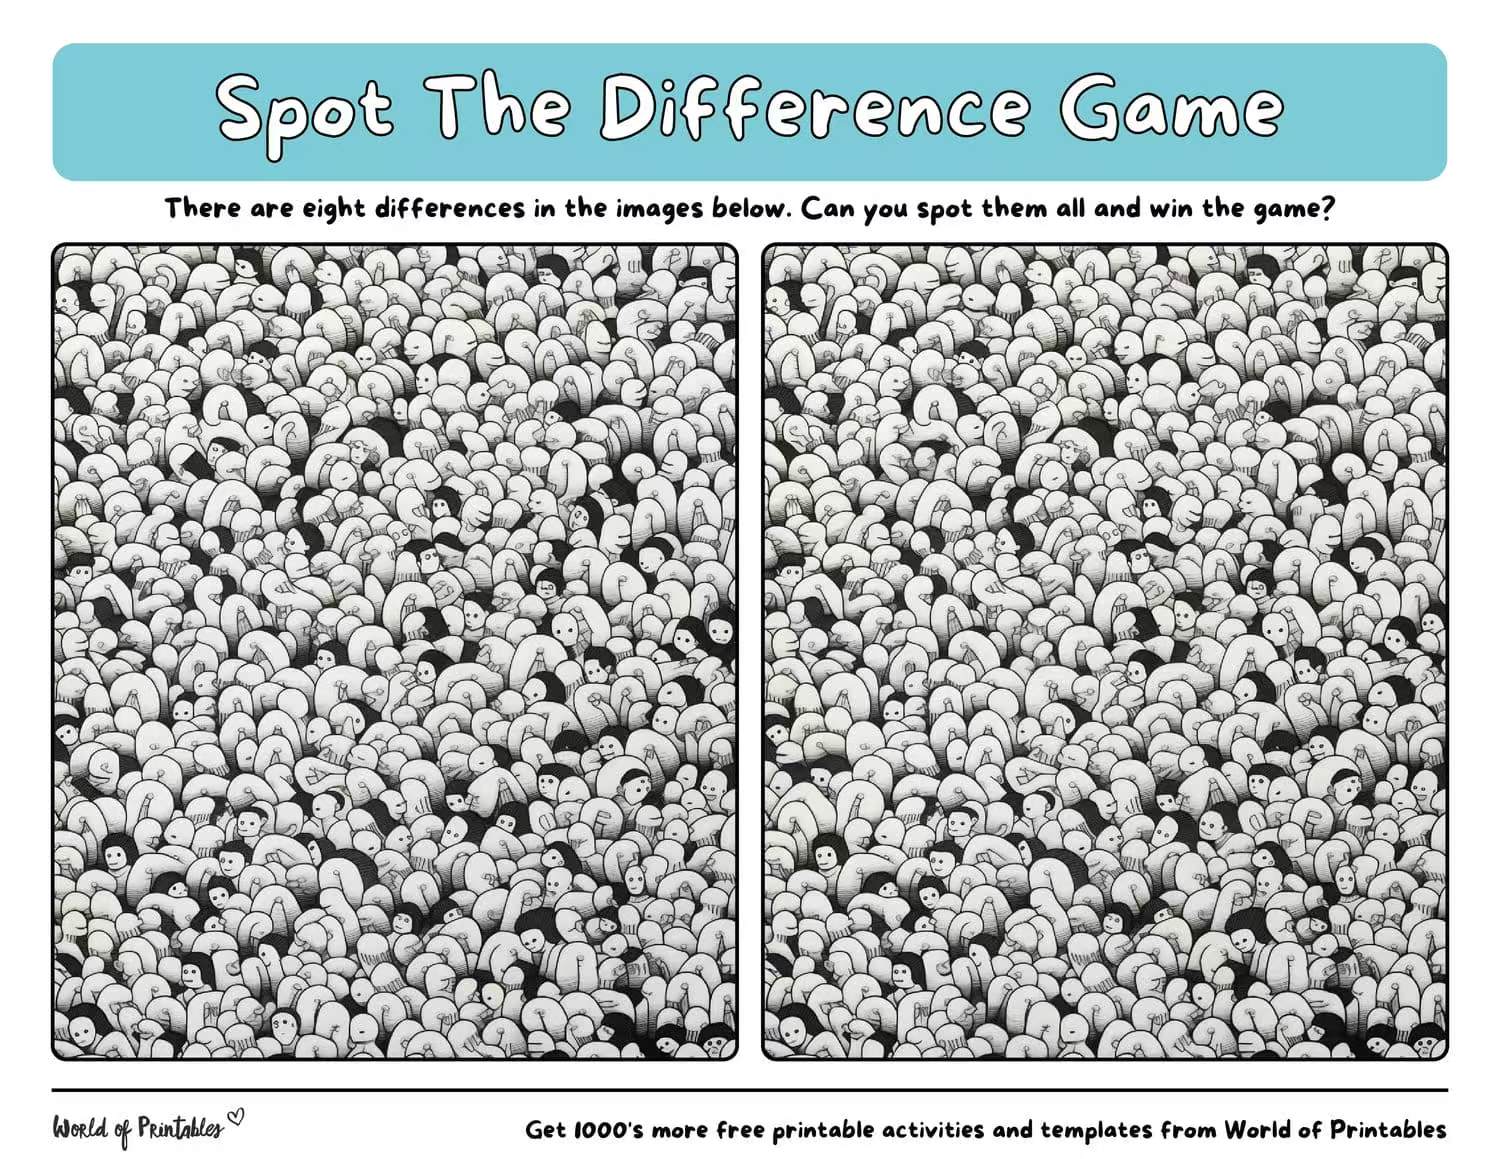 Spot The Difference Game
There are eight differences in the images below. Can you spot them all and win the game?
World of Printables
Get 1000's more free printable activities and templates from World of Printables